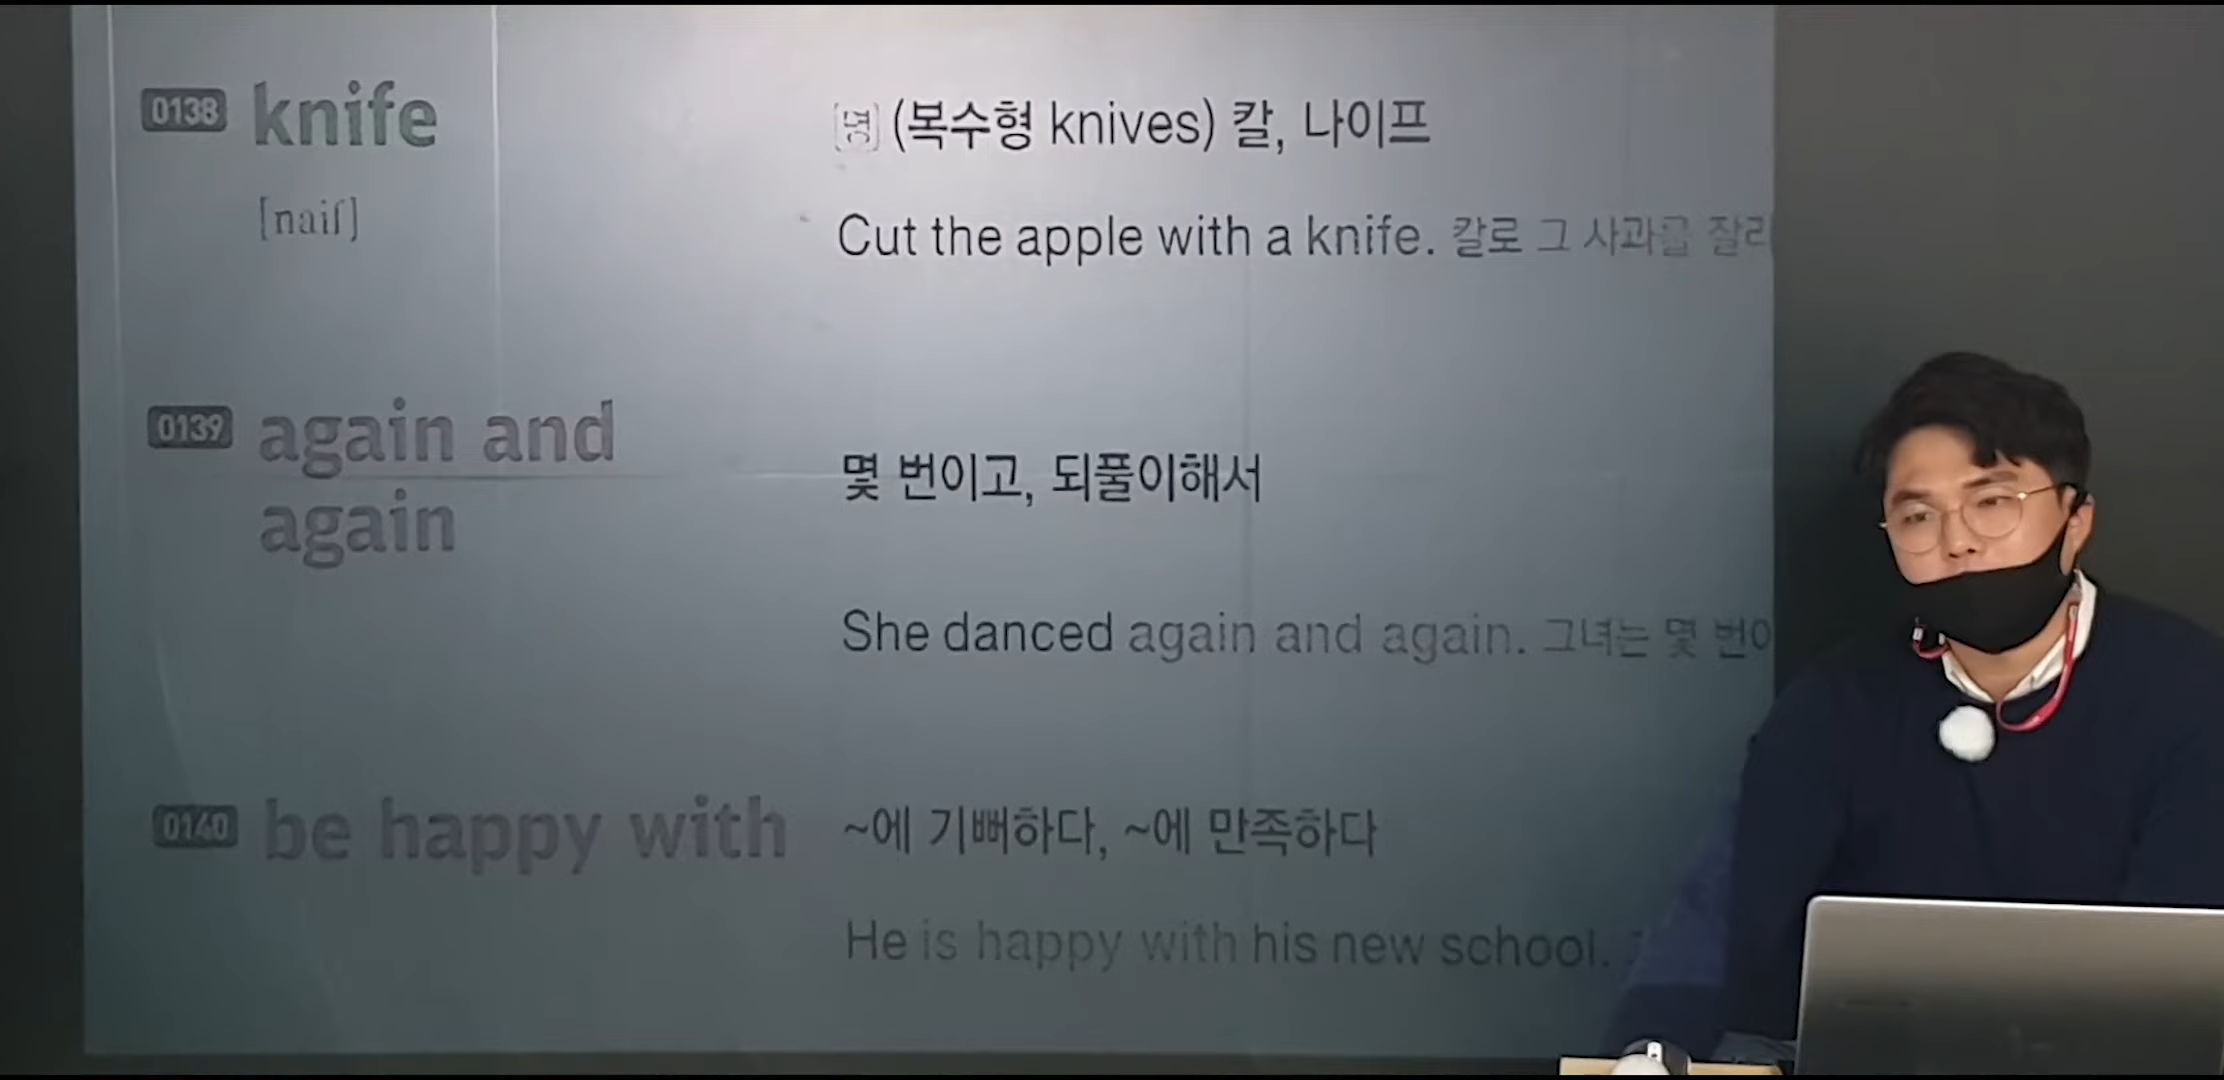 0138 knife
명 (복수형 knives) 칼, 나이프
[naif]
Cut the apple with a knife. 칼로 그 사과를
0139 again and
again
몇 번이고, 되풀이해서
She danced again and again. 그녀는 몇
0140 be happy with
~에 기뻐하다, ~에 만족하다
He is happy with his new school.